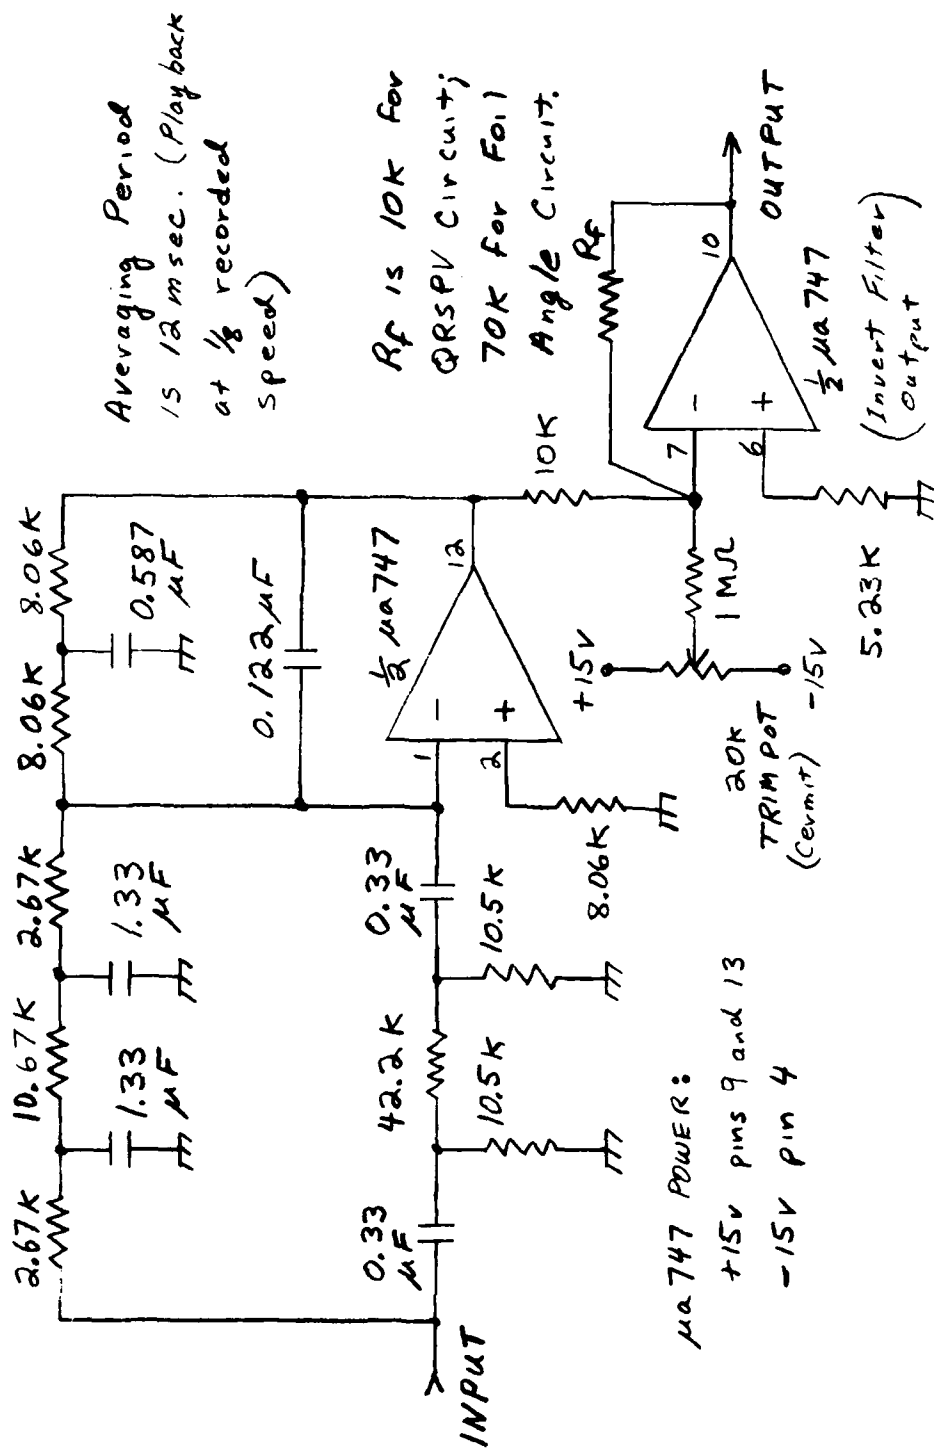 Averaging Period
is 12 msec. (Playback
at 1/8 recorded
speed)
Rf is 10K for
QRSPV Circuit;
70K for Foil
Angle Circuit.
2.67K
10.67K
2.67K
8.06K
8.06K
1.33
μF
1.33
μF
0.587
μF
0.122 μF
½ μa747
1
2
12
-
+
0.33
μF
42.2K
0.33
μF
10.5K
10.5K
8.06K
INPUT
10K
Rf
7
6
10
-
+
OUTPUT
½ μa747
(Invert Filter
Output)
1MΩ
+15v
-15v
20K
TRIM POT
(Cermit)
5.23K
μa747 POWER:
+15v pins 9 and 13
-15v pin 4